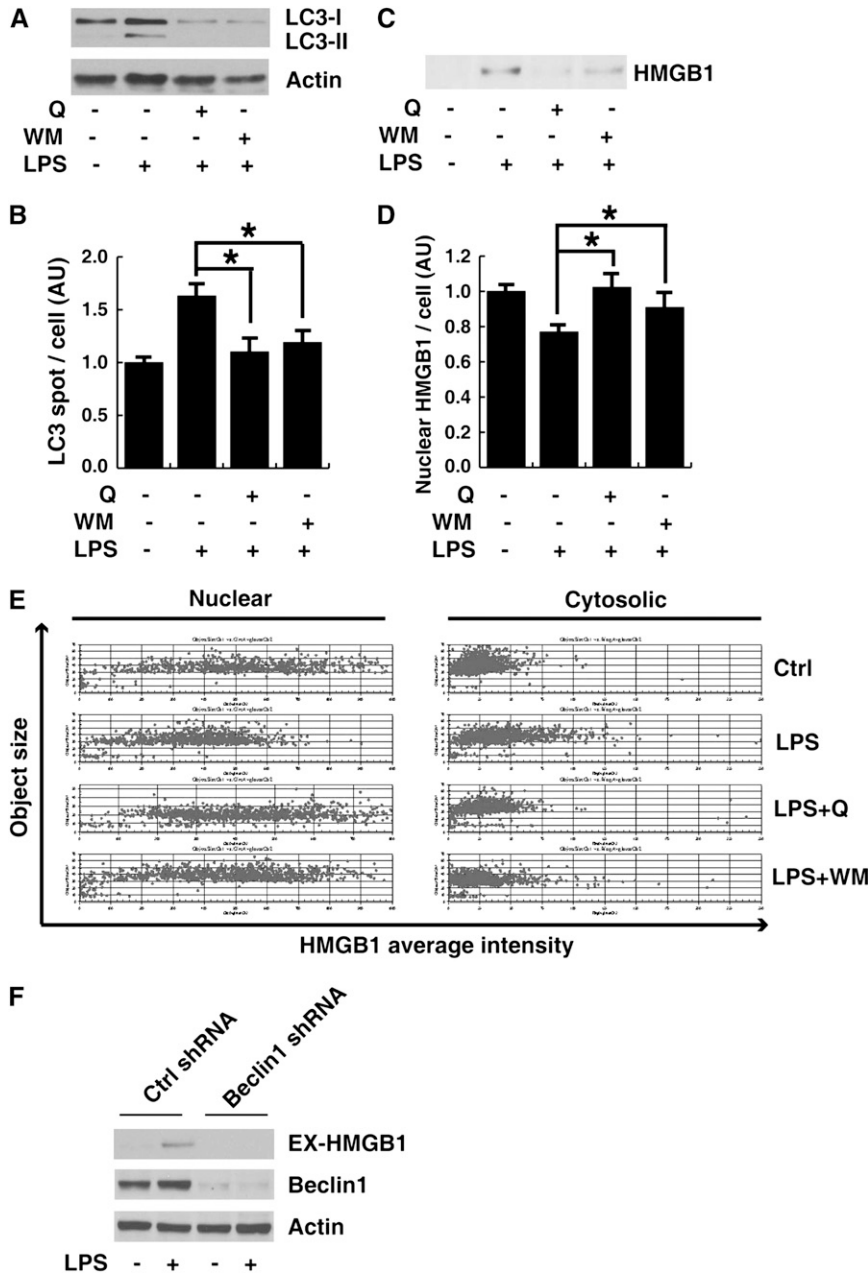 A
LC3-I
LC3-II
Actin
Q - - + -
WM - - - +
LPS - + + +
C
HMGB1
Q - - + -
WM - - - +
LPS - + + +
B
LC3 spot / cell (AU)
2.0
1.5
1.0
0.5
0.0
* *
Q - - + -
WM - - - +
LPS - + + +
D
Nuclear HMGB1 / cell (AU)
1.2
1.0
0.8
0.6
0.4
0.2
0.0
* *
Q - - + -
WM - - - +
LPS - + + +
E
Nuclear
Cytosolic
Object size
Ctrl
LPS
LPS+Q
LPS+WM
HMGB1 average intensity
F
Ctrl shRNA
Beclin1 shRNA
EX-HMGB1
Beclin1
Actin
LPS - + - +